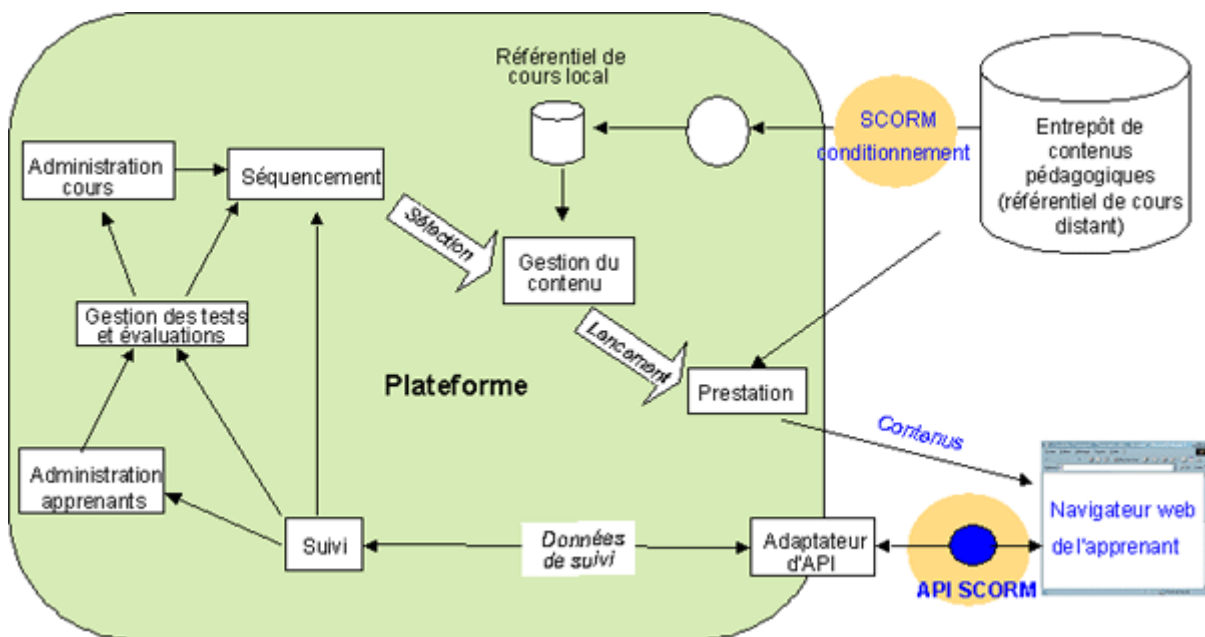 Référentiel de
cours local
SCORM
conditionnement
Entrepôt de
contenus
pédagogiques
(référentiel de cours
distant)
Administration
cours
Séquencement
Sélection
Gestion du
contenu
Gestion des tests
et évaluations
Lancement
Plateforme
Prestation
Contenus
Administration
apprenants
Suivi
Données
de suivi
Adaptateur
d'API
API SCORM
Navigateur web
de l'apprenant